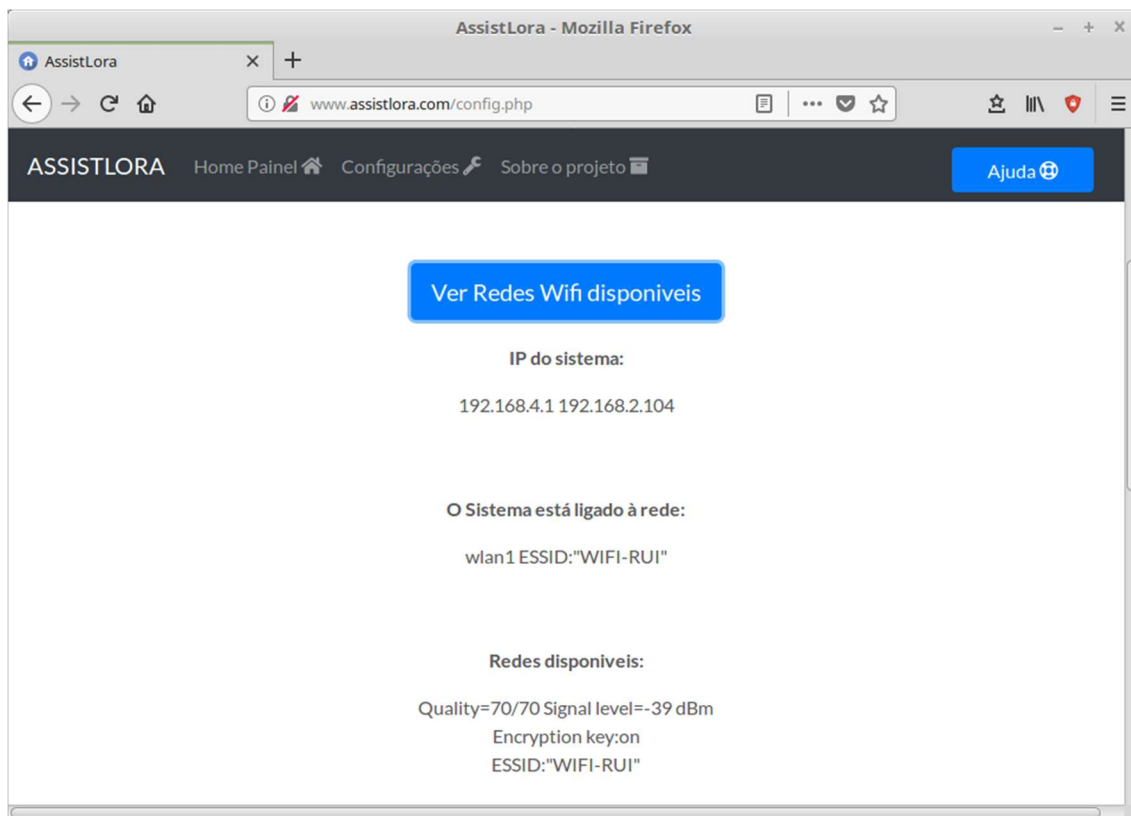 AssistLora - Mozilla Firefox
AssistLora
www.assistlora.com/config.php
ASSISTLORA Home Painel Configurações Sobre o projeto Ajuda
Ver Redes Wifi disponiveis
IP do sistema:
192.168.4.1 192.168.2.104
O Sistema está ligado à rede:
wlan1 ESSID:"WIFI-RUI"
Redes disponiveis:
Quality=70/70 Signal level=-39 dBm
Encryption key:on
ESSID:"WIFI-RUI"